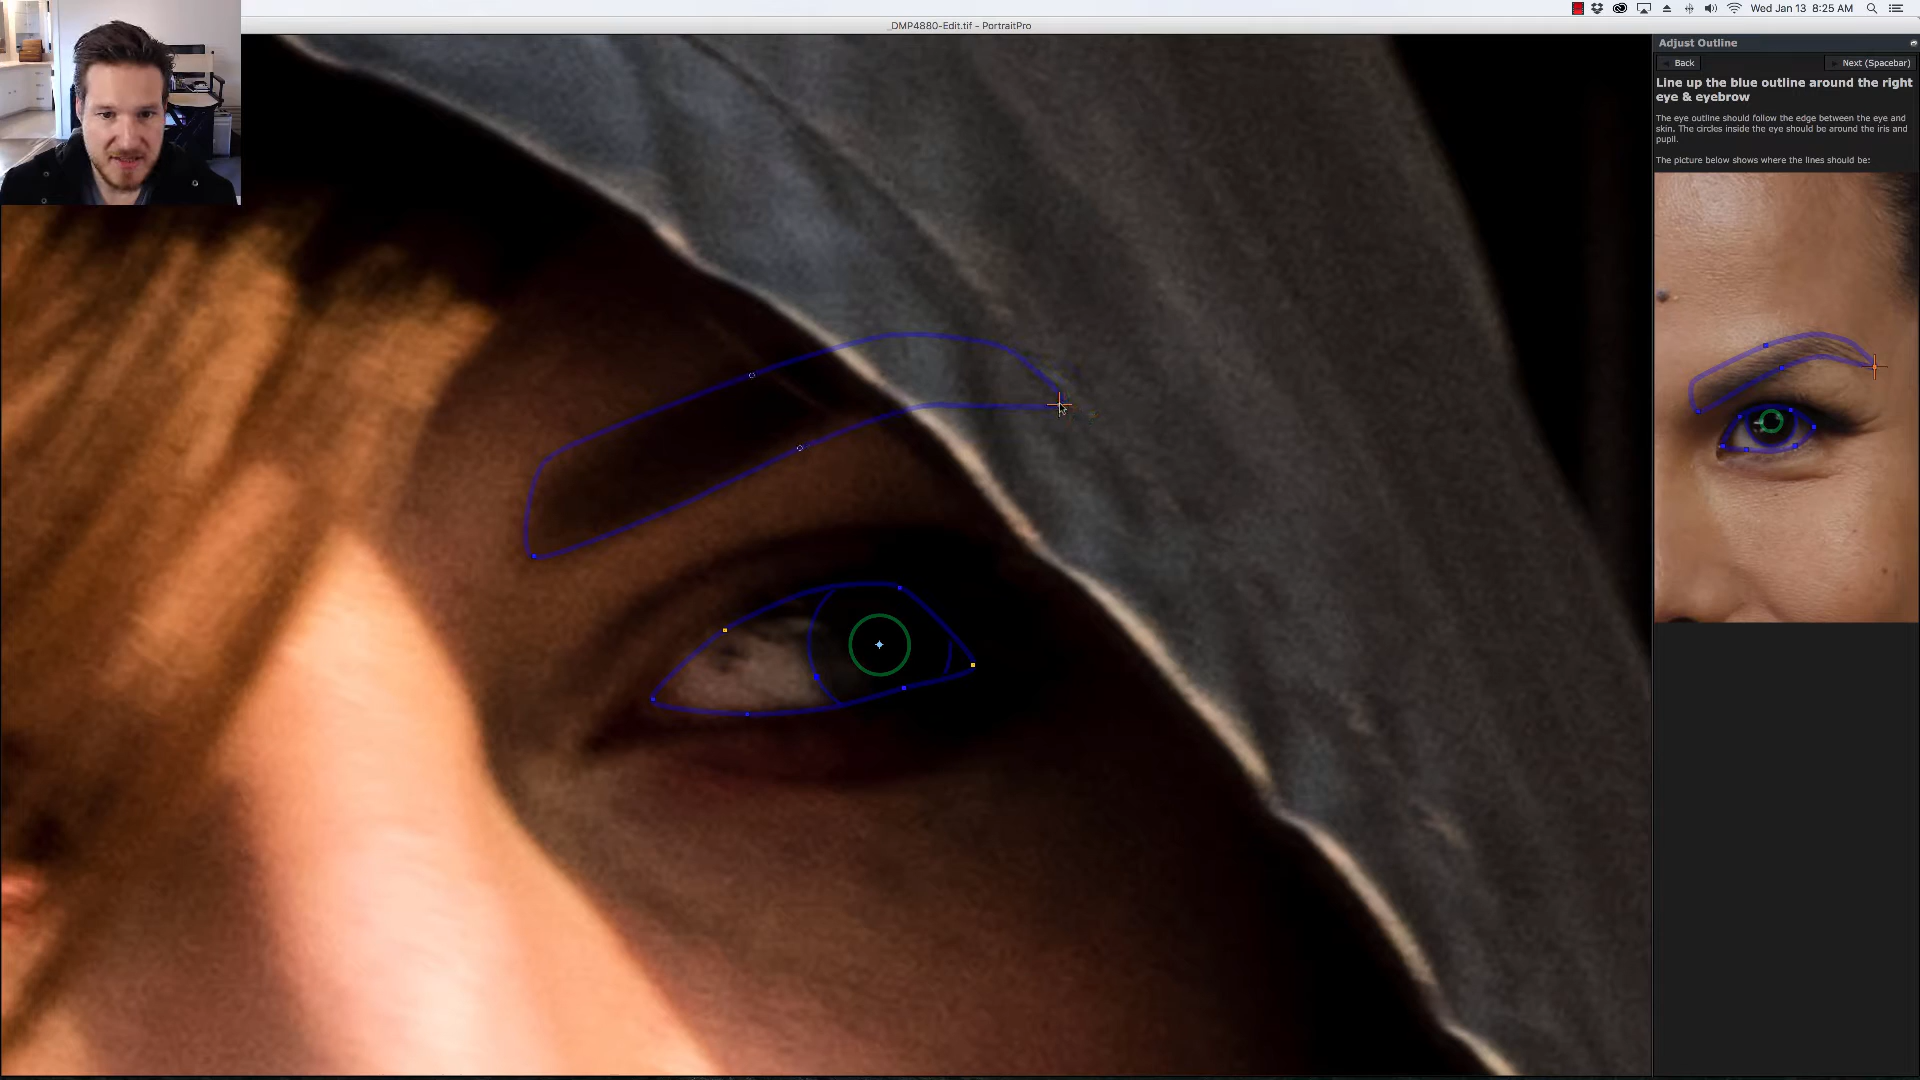 Wed Jan 13 8:25 AM
_DMP4880-Edit.tif - PortraitPro
Adjust Outline
Back
Next (Spacebar)
Line up the blue outline around the right
eye & eyebrow
The eye outline should follow the edge between the eye and
skin. The circles inside the eye should be around the iris and
pupil.
The picture below shows where the lines should be: